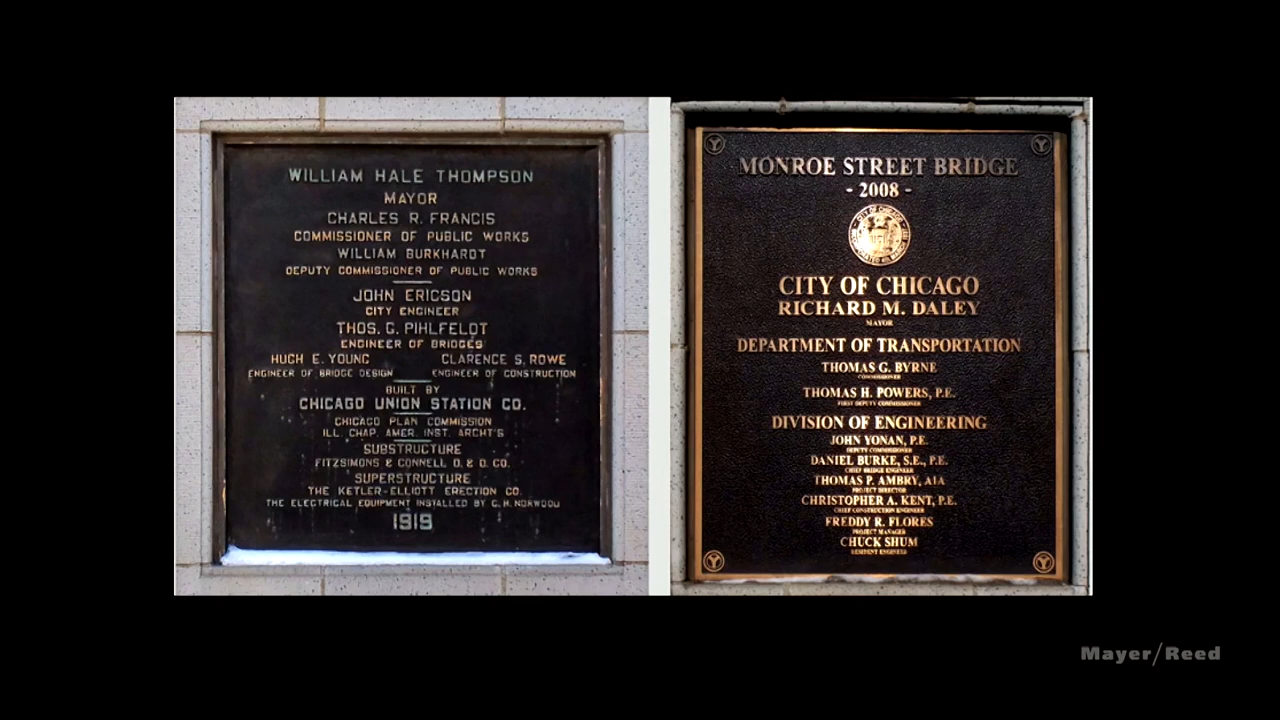 WILLIAM HALE THOMPSON
MAYOR
CHARLES R. FRANCIS
COMMISSIONER OF PUBLIC WORKS
WILLIAM BURKHARDT
DEPUTY COMMISSIONER OF PUBLIC WORKS
JOHN ERICSON
CITY ENGINEER
THOS. G. PIHLFELDT
ENGINEER OF BRIDGES
HUGH E. YOUNG CLARENCE S. ROWE
ENGINEER OF BRIDGE DESIGN ENGINEER OF CONSTRUCTION
BUILT BY
CHICAGO UNION STATION CO.
CHICAGO PLAN COMMISSION
ILL. CHAP. AMER. INST. ARCHT'S
SUBSTRUCTURE
FITZSIMONS & CONNELL D. & D. CO.
SUPERSTRUCTURE
THE KETLER-ELLIOTT ERECTION CO.
THE ELECTRICAL EQUIPMENT INSTALLED BY C. H. NORWOOD
1919
MONROE STREET BRIDGE
- 2008 -
CITY OF CHICAGO
CITY OF CHICAGO
RICHARD M. DALEY
MAYOR
DEPARTMENT OF TRANSPORTATION
THOMAS G. BYRNE
COMMISSIONER
THOMAS H. POWERS, P.E.
FIRST DEPUTY COMMISSIONER
DIVISION OF ENGINEERING
JOHN YONAN, P.E.
DEPUTY COMMISSIONER
DANIEL BURKE, S.E., P.E.
CHIEF BRIDGE ENGINEER
THOMAS P. AMBRY, AIA
PROJECT DIRECTOR
CHRISTOPHER A. KENT, P.E.
CHIEF CONSTRUCTION ENGINEER
FREDDY R. FLORES
PROJECT MANAGER
CHUCK SHUM
RESIDENT ENGINEER
Mayer/Reed